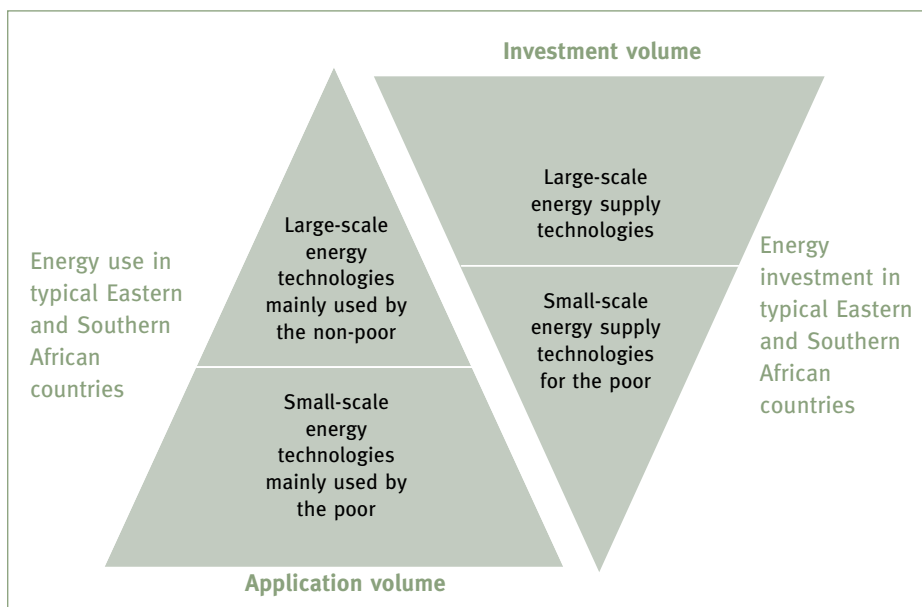 Investment volume
Energy use in
typical Eastern
and Southern
African
countries
Large-scale
energy
technologies
mainly used by
the non-poor
Small-scale
energy
technologies
mainly used by
the poor
Application volume
Large-scale
energy supply
technologies
Small-scale
energy supply
technologies
for the poor
Energy
investment in
typical Eastern
and Southern
African
countries